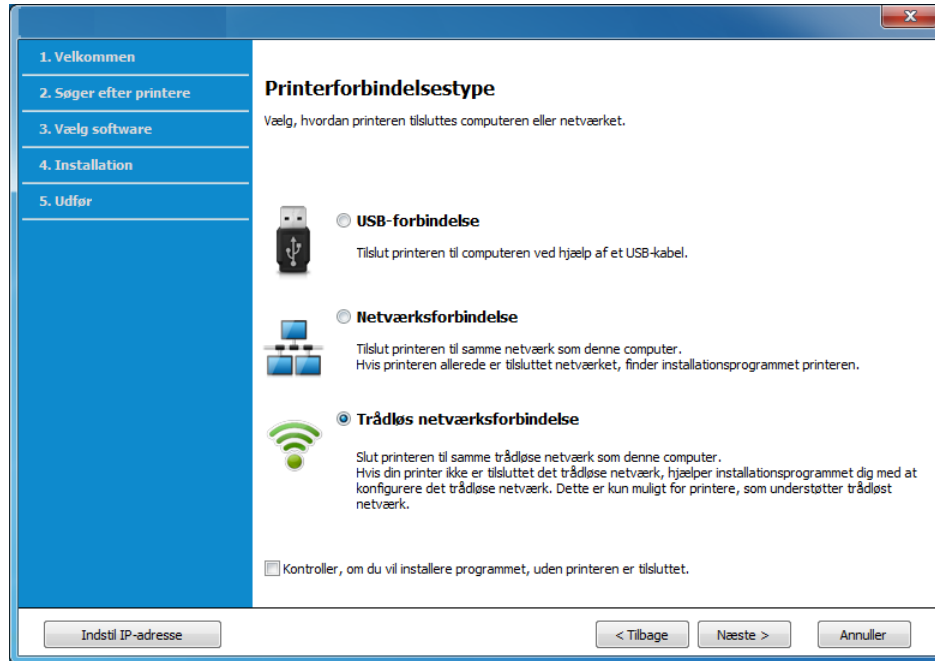 1. Velkommen
2. Søger efter printere
3. Vælg software
4. Installation
5. Udfør
Printerforbindelsestype
Vælg, hvordan printeren tilsluttes computeren eller netværket.
USB-forbindelse
Tilslut printeren til computeren ved hjælp af et USB-kabel.
Netværksforbindelse
Tilslut printeren til samme netværk som denne computer.
Hvis printeren allerede er tilsluttet netværket, finder installationsprogrammet printeren.
Trådløs netværksforbindelse
Slut printeren til samme trådløse netværk som denne computer.
Hvis din printer ikke er tilsluttet det trådløse netværk, hjælper installationsprogrammet dig med at
konfigurere det trådløse netværk. Dette er kun muligt for printere, som understøtter trådløst
netværk.
Kontroller, om du vil installere programmet, uden printeren er tilsluttet.
Indstil IP-adresse
< Tilbage
Næste >
Annuller